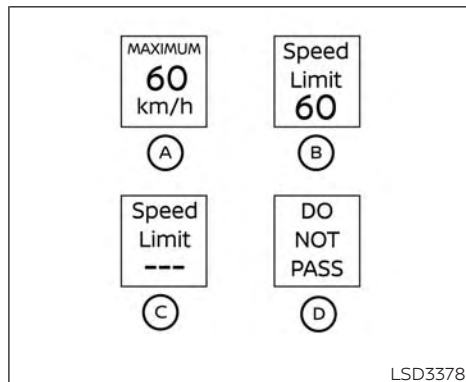 MAXIMUM
60
km/h
A
Speed
Limit
60
B
Speed
Limit
---
C
DO
NOT
PASS
D
LSD3378